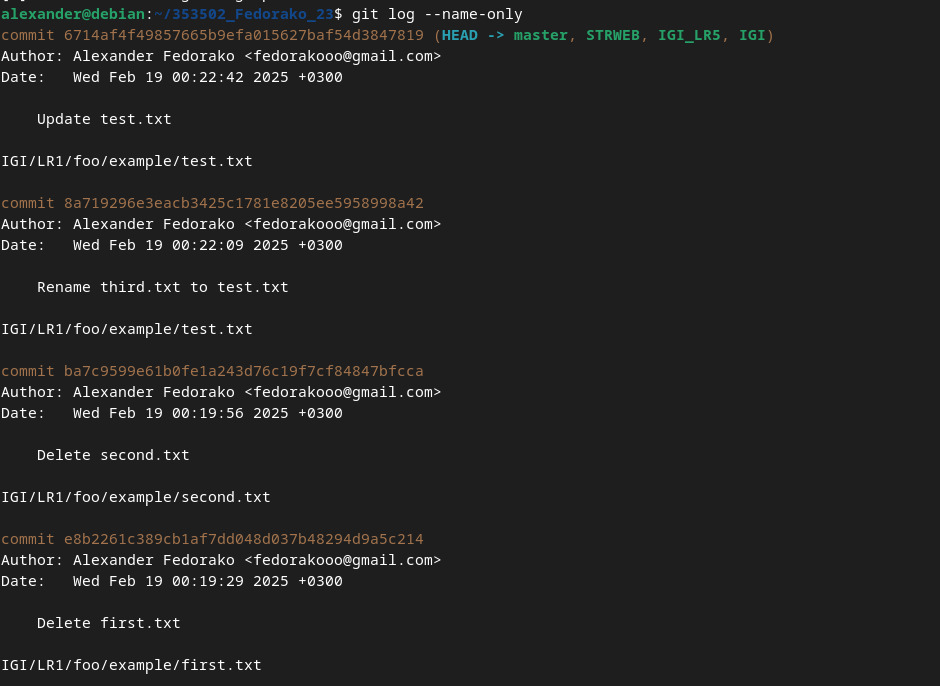 alexander@debian:~/353502_Fedorako_23$ git log --name-only
commit 6714af4f49857665b9efa015627baf54d3847819 (HEAD -> master, STRWEB, IGI_LR5, IGI)
Author: Alexander Fedorako <fedorakooo@gmail.com>
Date:   Wed Feb 19 00:22:42 2025 +0300
    Update test.txt
IGI/LR1/foo/example/test.txt
commit 8a719296e3eacb3425c1781e8205ee5958998a42
Author: Alexander Fedorako <fedorakooo@gmail.com>
Date:   Wed Feb 19 00:22:09 2025 +0300
    Rename third.txt to test.txt
IGI/LR1/foo/example/test.txt
commit ba7c9599e61b0fe1a243d76c19f7cf84847bfcca
Author: Alexander Fedorako <fedorakooo@gmail.com>
Date:   Wed Feb 19 00:19:56 2025 +0300
    Delete second.txt
IGI/LR1/foo/example/second.txt
commit e8b2261c389cb1af7dd048d037b48294d9a5c214
Author: Alexander Fedorako <fedorakooo@gmail.com>
Date:   Wed Feb 19 00:19:29 2025 +0300
    Delete first.txt
IGI/LR1/foo/example/first.txt